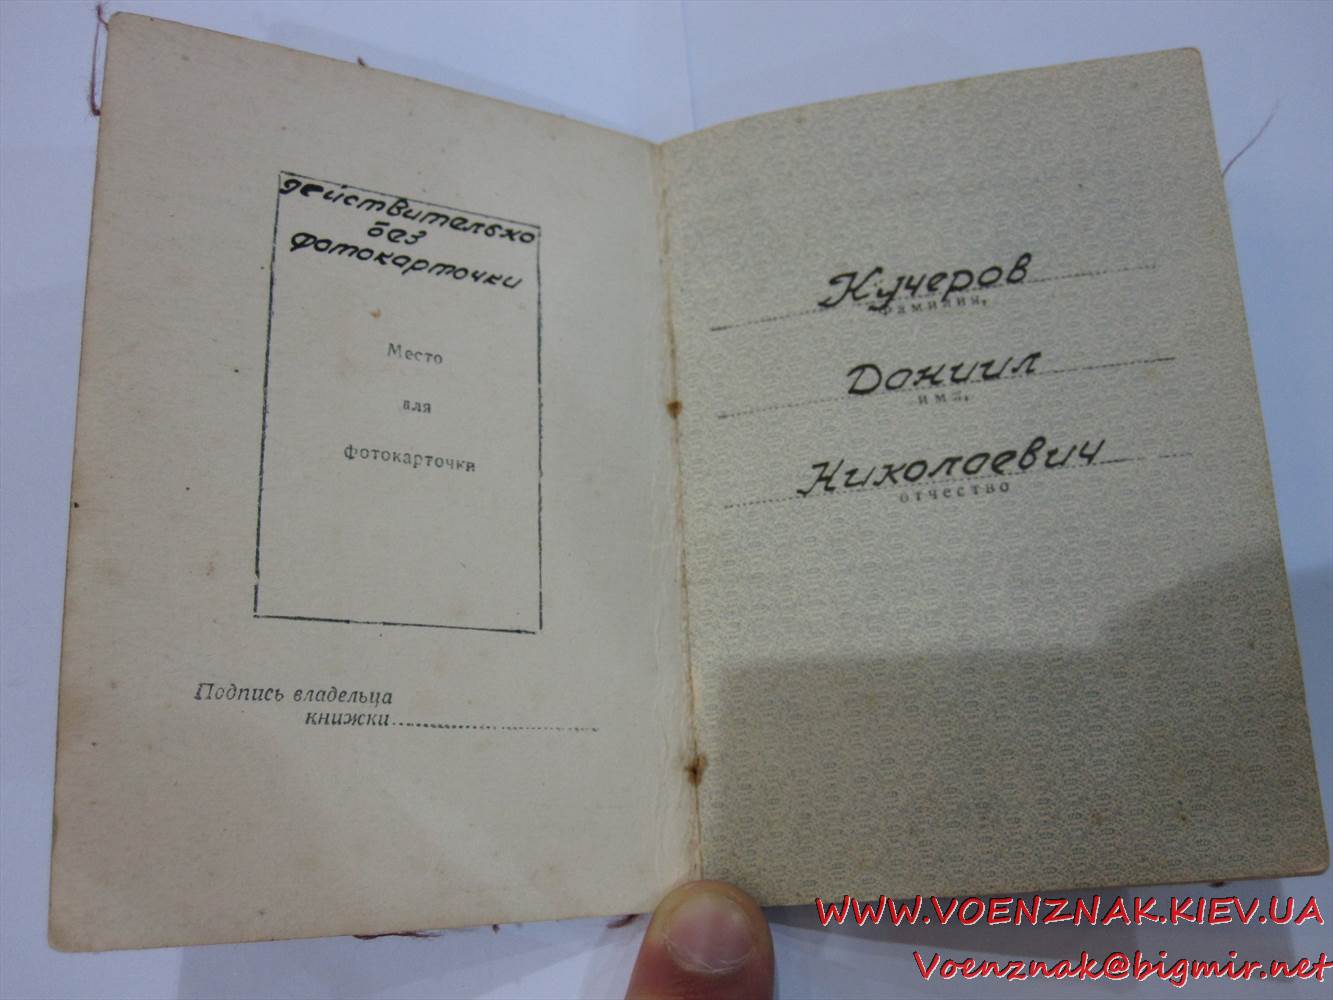 действительно
без
фотокарточки
Место
для
фотокарточки
Подпись владельца
книжки
Кучеров
фамилия,
Дониил
имя,
Николаевич
отчество
WWW.VOENZNAK.KIEV.UA
Voenznak@bigmir.net